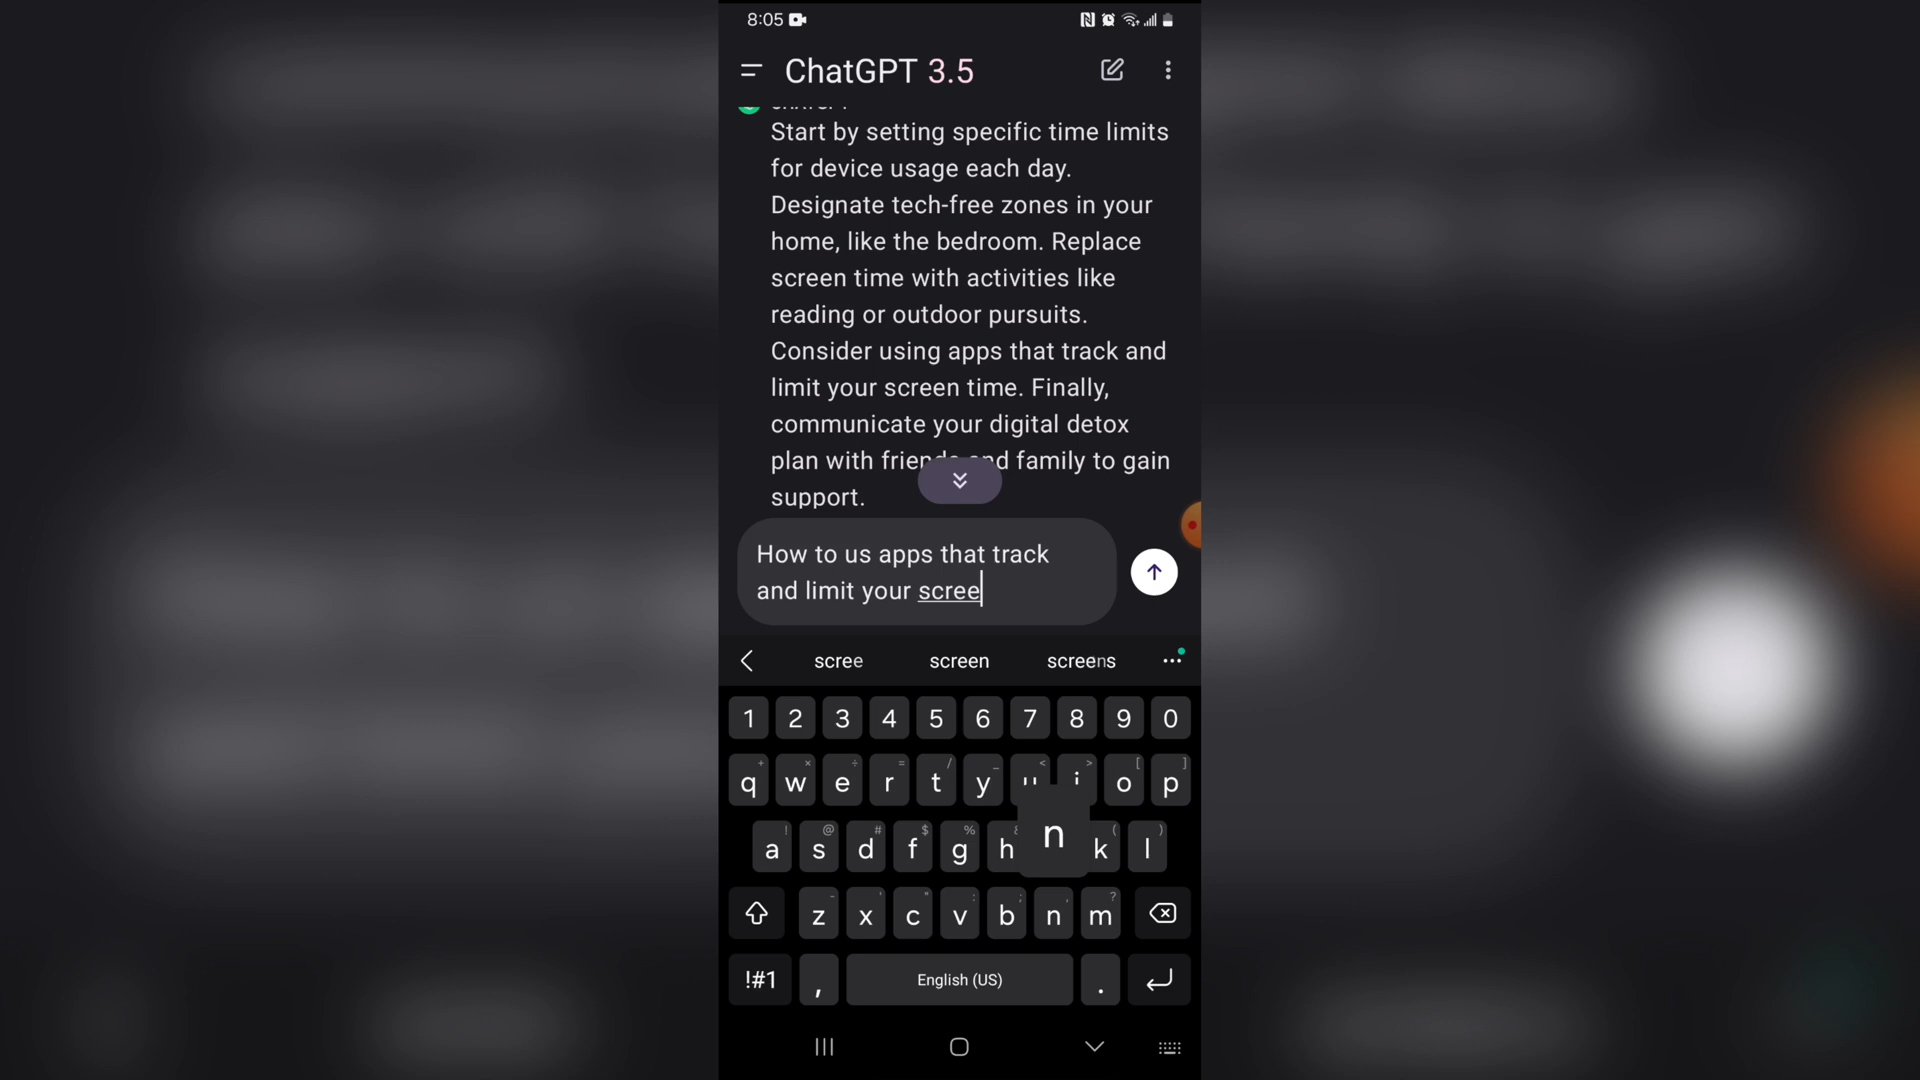 8:05
ChatGPT 3.5
Start by setting specific time limits
for device usage each day.
Designate tech-free zones in your
home, like the bedroom. Replace
screen time with activities like
reading or outdoor pursuits.
Consider using apps that track and
limit your screen time. Finally,
communicate your digital detox
plan with friends and family to gain
support.
How to us apps that track
and limit your scree
scree screen screens
1 2 3 4 5 6 7 8 9 0
q w e r t y u i o p
a s d f g h n k l
z x c v b n m
!#1 , English (US) .